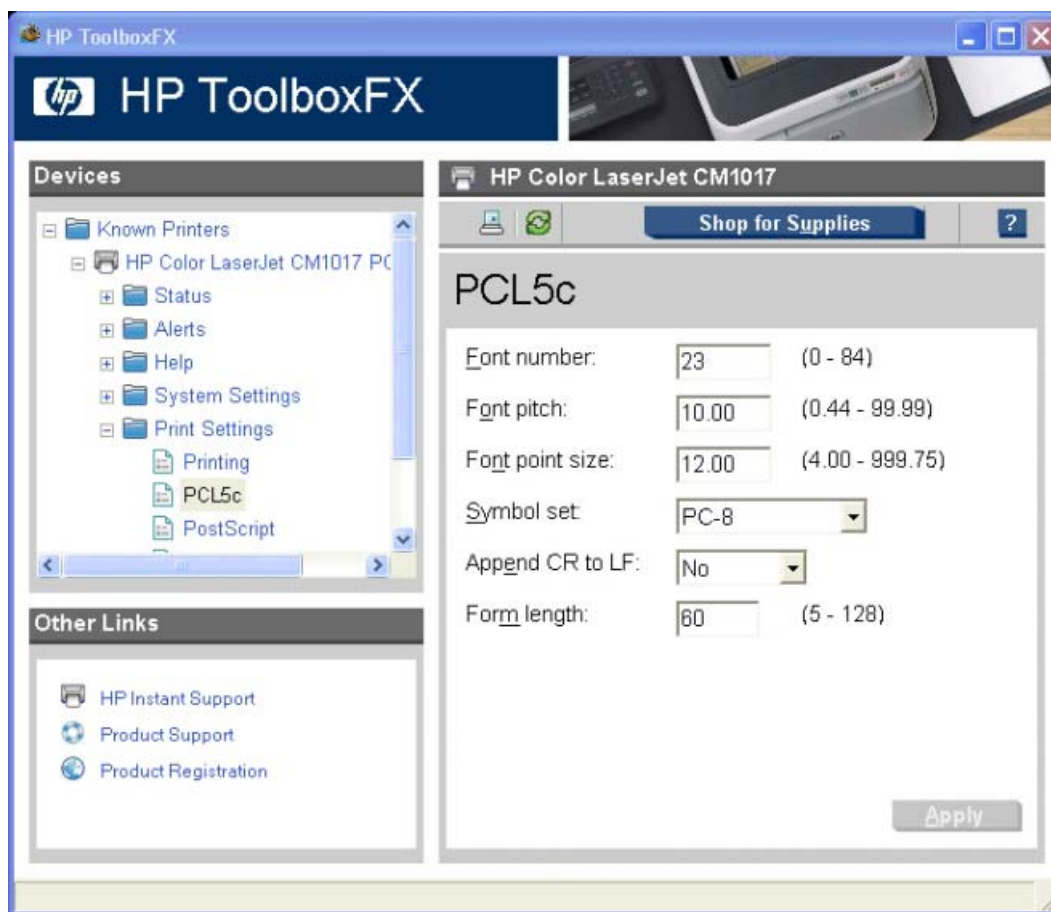 HP ToolboxFX
hp HP ToolboxFX
Devices
Known Printers
HP Color LaserJet CM1017 PC
Status
Alerts
Help
System Settings
Print Settings
Printing
PCL5c
PostScript
Other Links
HP Instant Support
Product Support
Product Registration
HP Color LaserJet CM1017
Shop for Supplies ?
PCL5c
Font number: 23 (0 - 84)
Font pitch: 10.00 (0.44 - 99.99)
Font point size: 12.00 (4.00 - 999.75)
Symbol set: PC-8
Append CR to LF: No
Form length: 60 (5 - 128)
Apply